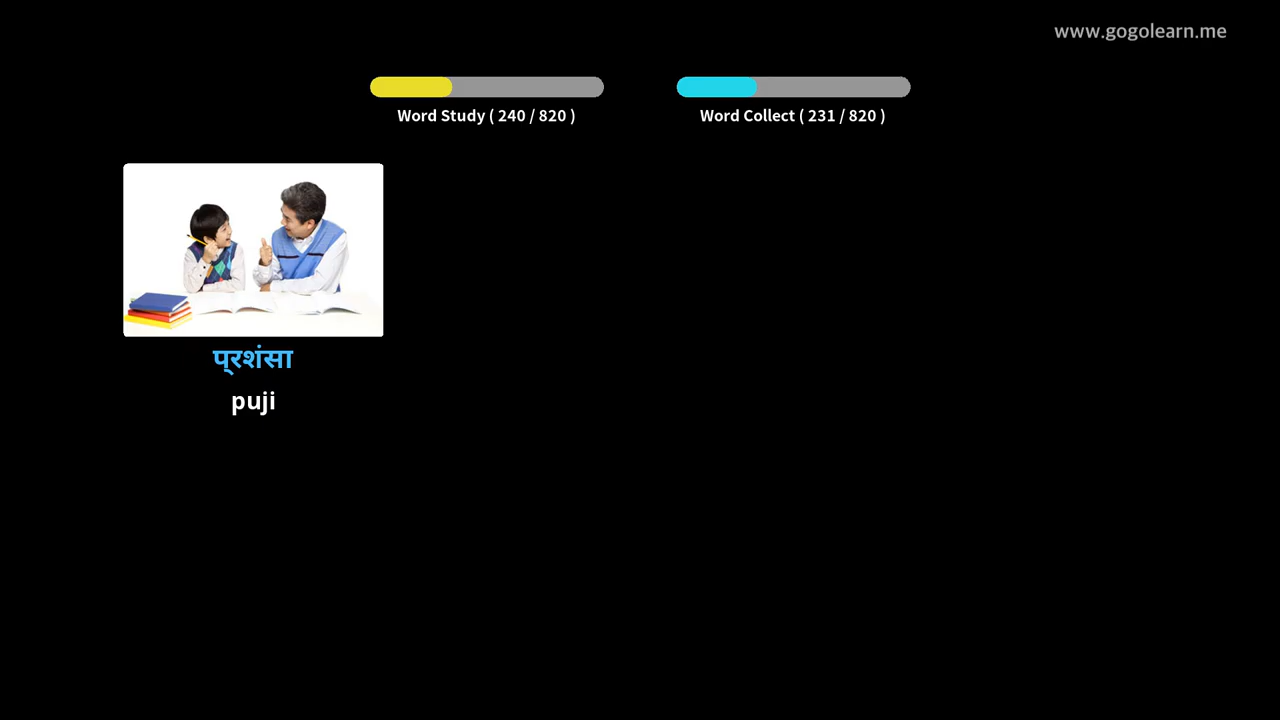 www.gogolearn.me
Word Study ( 240 / 820 )
Word Collect ( 231 / 820 )
प्रशंसा
puji